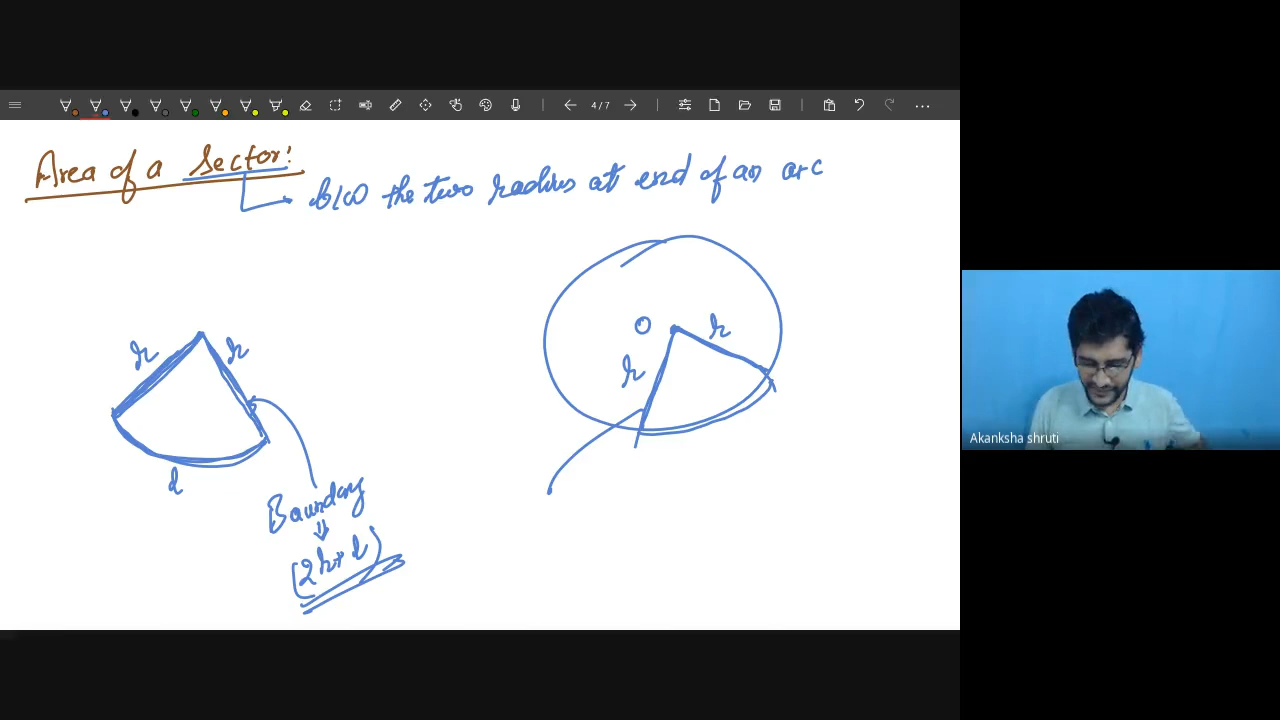 4/7
Area of a Sector:
b/w the two radius at end of an arc
r
r
l
Boundary
⇓
(2r+l)
O
r
r
Akanksha shruti